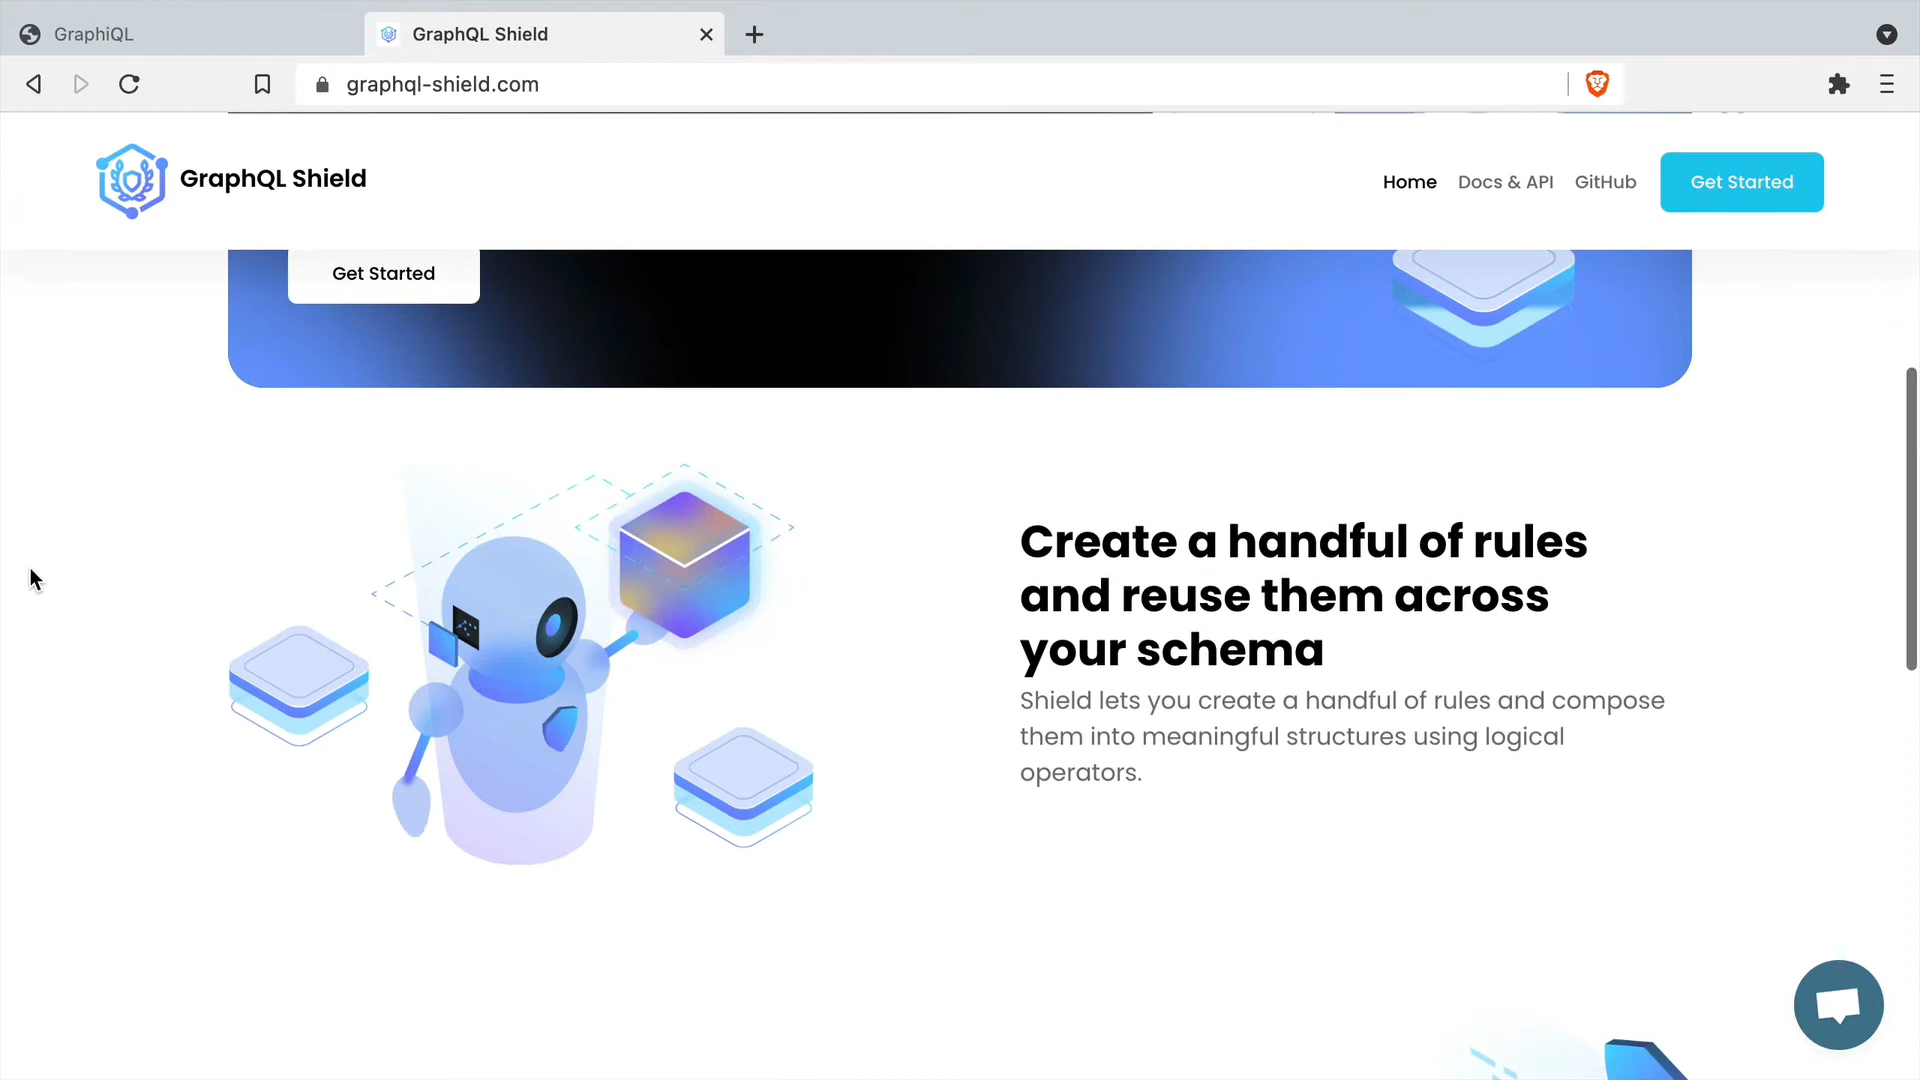 GraphiQL
GraphQL Shield
graphql-shield.com
GraphQL Shield
Home
Docs & API
GitHub
Get Started
Get Started
Create a handful of rules
and reuse them across
your schema
Shield lets you create a handful of rules and compose
them into meaningful structures using logical
operators.